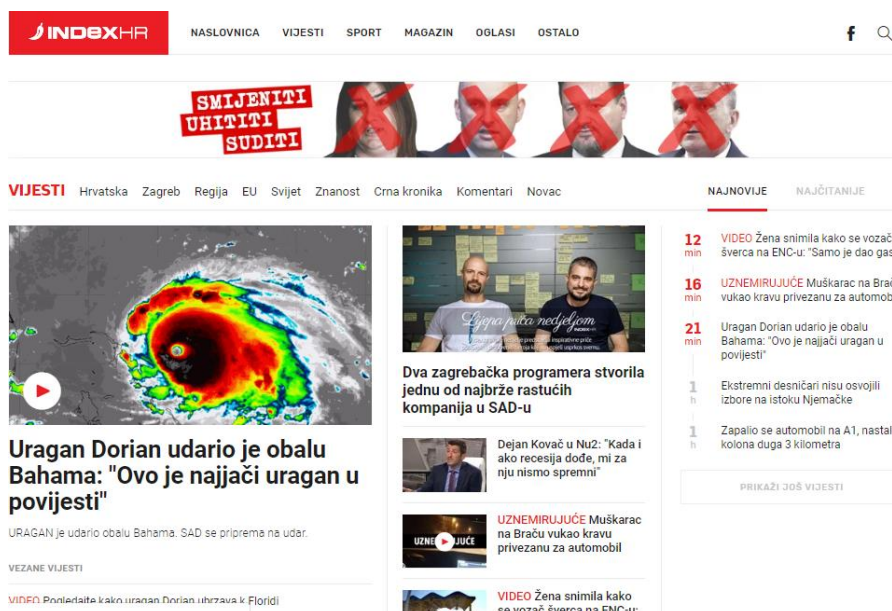 INDEXHR
NASLOVNICA VIJESTI SPORT MAGAZIN OGLASI OSTALO
SMIJENITI
UHITITI
SUDITI
VIJESTI Hrvatska Zagreb Regija EU Svijet Znanost Crna kronika Komentari Novac
NAJNOVIJE NAJČITANIJE
Uragan Dorian udario je obalu
Bahama: "Ovo je najjači uragan u
povijesti"
URAGAN je udario obalu Bahama. SAD se priprema na udar.
VEZANE VIJESTI
VIDEO Pogledajte kako uragan Dorian ubrzava k Floridi
Lijepa priča nedjeljom
Dva zagrebačka programera stvorila
jednu od najbrže rastućih
kompanija u SAD-u
Dejan Kovač u Nu2: "Kada i
ako recesija dođe, mi za
nju nismo spremni"
UZNEMIRUJUĆE Muškarac
na Braču vukao kravu
privezanu za automobil
VIDEO Žena snimila kako
se vozač šverca na ENC-u:
12 min VIDEO Žena snimila kako se vozač
šverca na ENC-u: "Samo je dao gas
16 min UZNEMIRUJUĆE Muškarac na Brač
vukao kravu privezanu za automob
21 min Uragan Dorian udario je obalu
Bahama: "Ovo je najjači uragan u
povijesti"
1 h Ekstremni desničari nisu osvojili
izbore na istoku Njemačke
1 h Zapalio se automobil na A1, nastal
kolona duga 3 kilometra
PRIKAŽI JOŠ VIJESTI